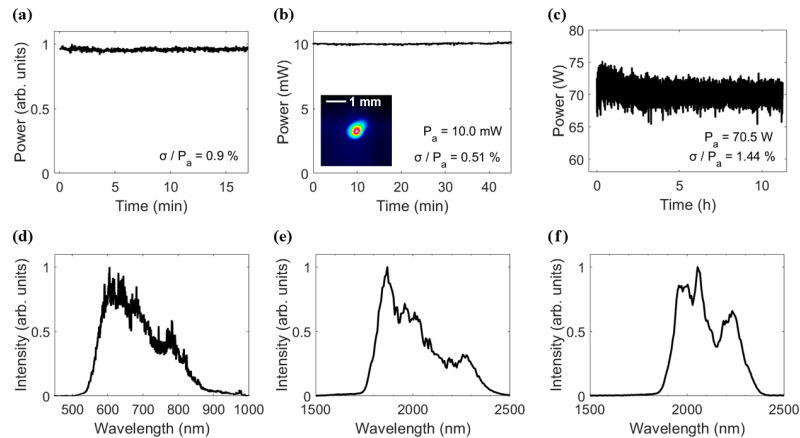 (a)
Power (arb. units)
1
0.5
0
0 5 10 15
Time (min)
σ / Pa = 0.9 %
(b)
Power (mW)
10
5
0
0 10 20 30 40
Time (min)
1 mm
Pa = 10.0 mW
σ / Pa = 0.51 %
(c)
Power (W)
80
75
70
65
60
0 5 10
Time (h)
Pa = 70.5 W
σ / Pa = 1.44 %
(d)
Intensity (arb. units)
1
0.5
0
500 600 700 800 900 1000
Wavelength (nm)
(e)
Intensity (arb. units)
1
0.5
0
1500 2000 2500
Wavelength (nm)
(f)
Intensity (arb. units)
1
0.5
0
1500 2000 2500
Wavelength (nm)